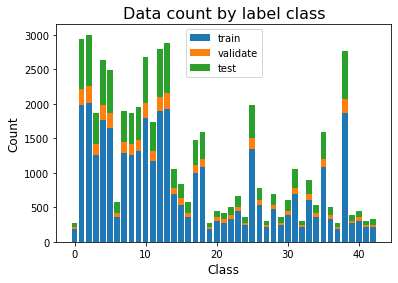 Data count by label class
train
validate
test
3000
2500
2000
1500
1000
500
0
Count
0 10 20 30 40
Class